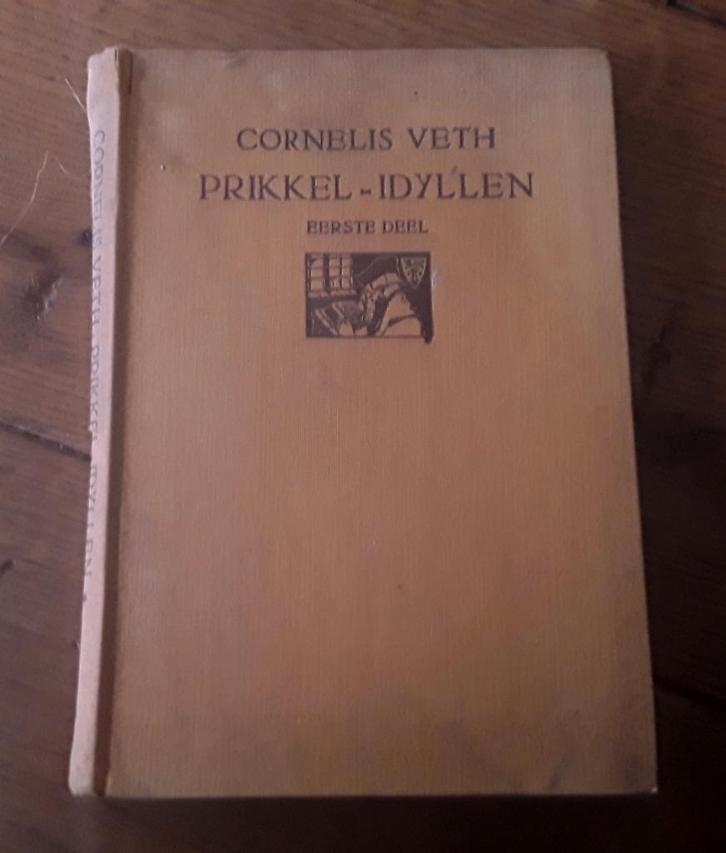 CORNELIS VETH
PRIKKEL-IDYLLEN
EERSTE DEEL
CORNELIS VETH PRIKKEL IDYLLEN